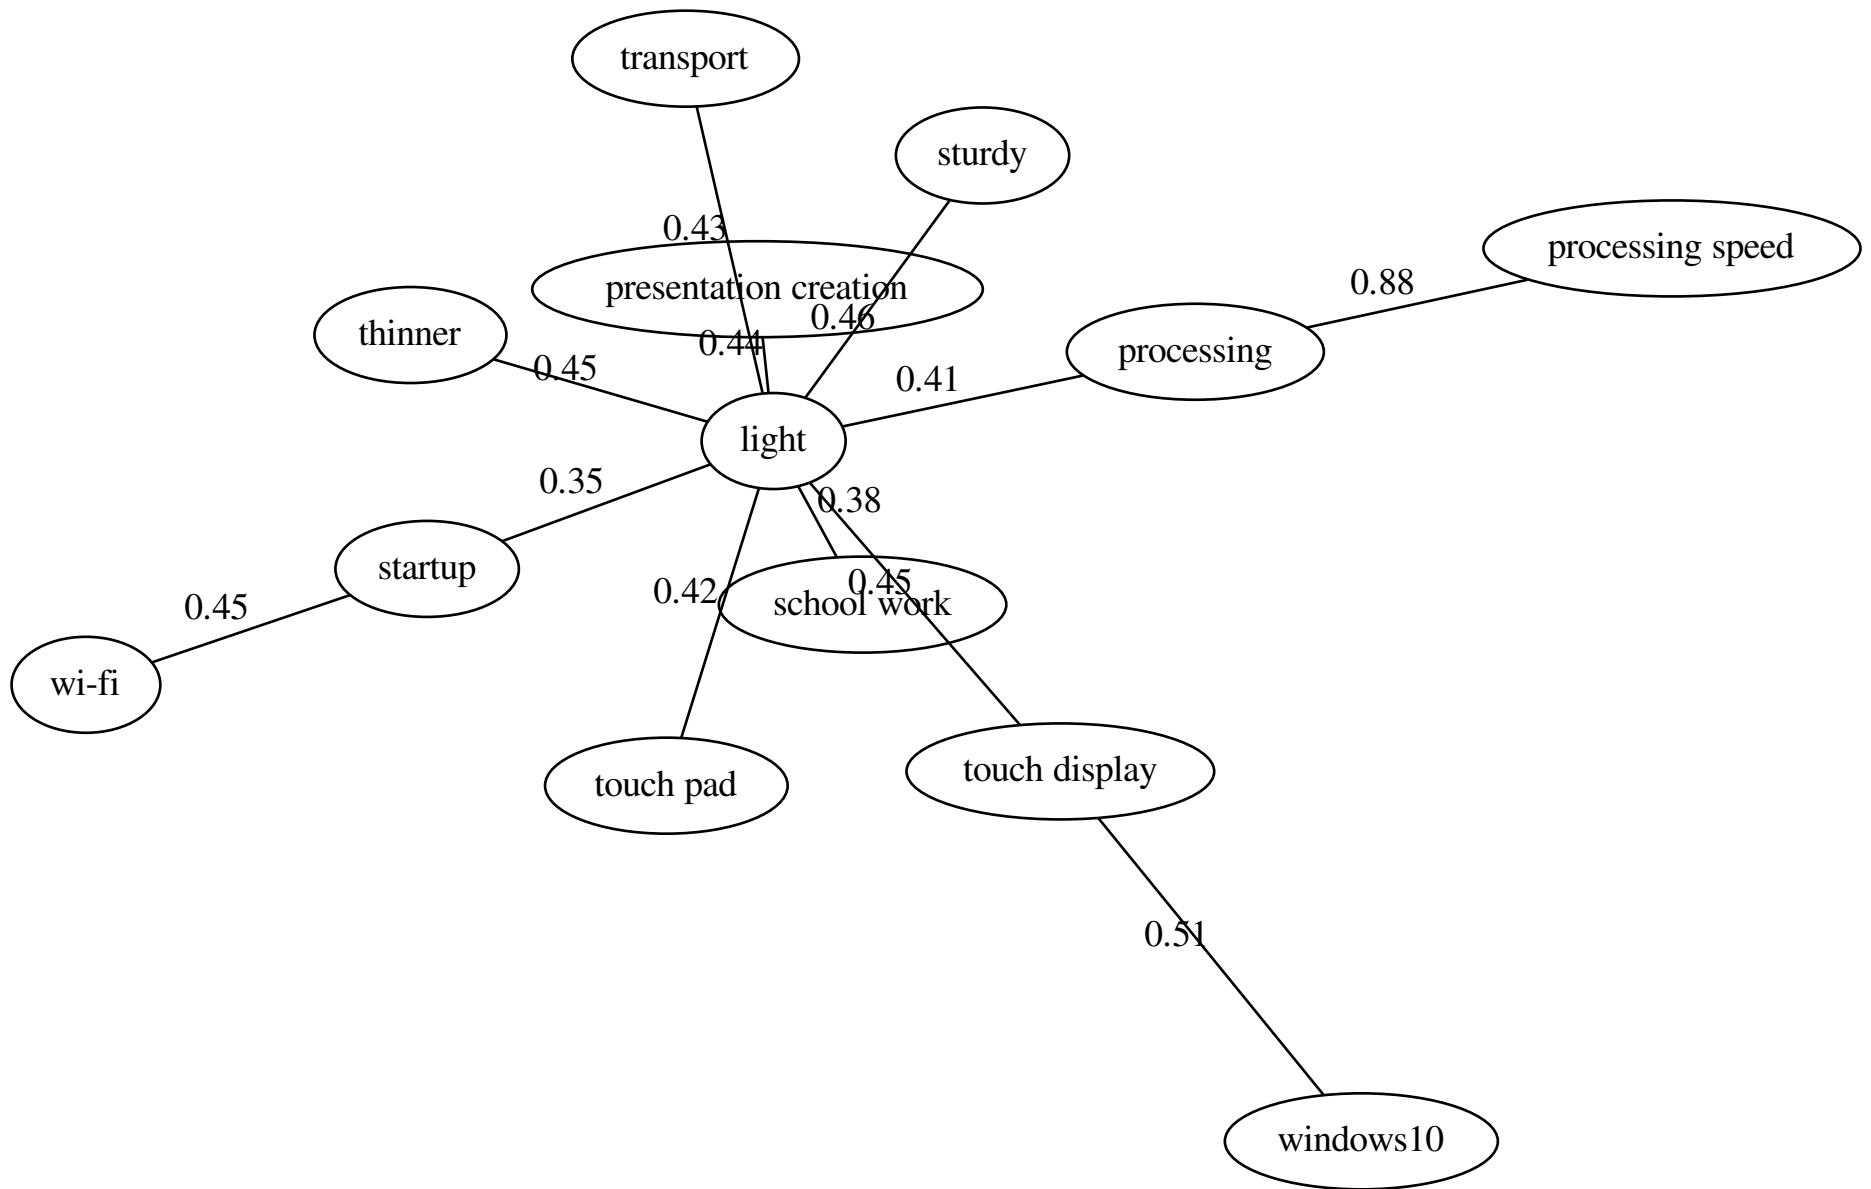 transport
sturdy
0.43
processing speed
presentation creation
0.88
0.46
thinner
0.44
processing
0.45
0.41
light
0.35
0.38
startup
0.45
0.42
school work
0.45
wi-fi
touch display
touch pad
0.51
windows10